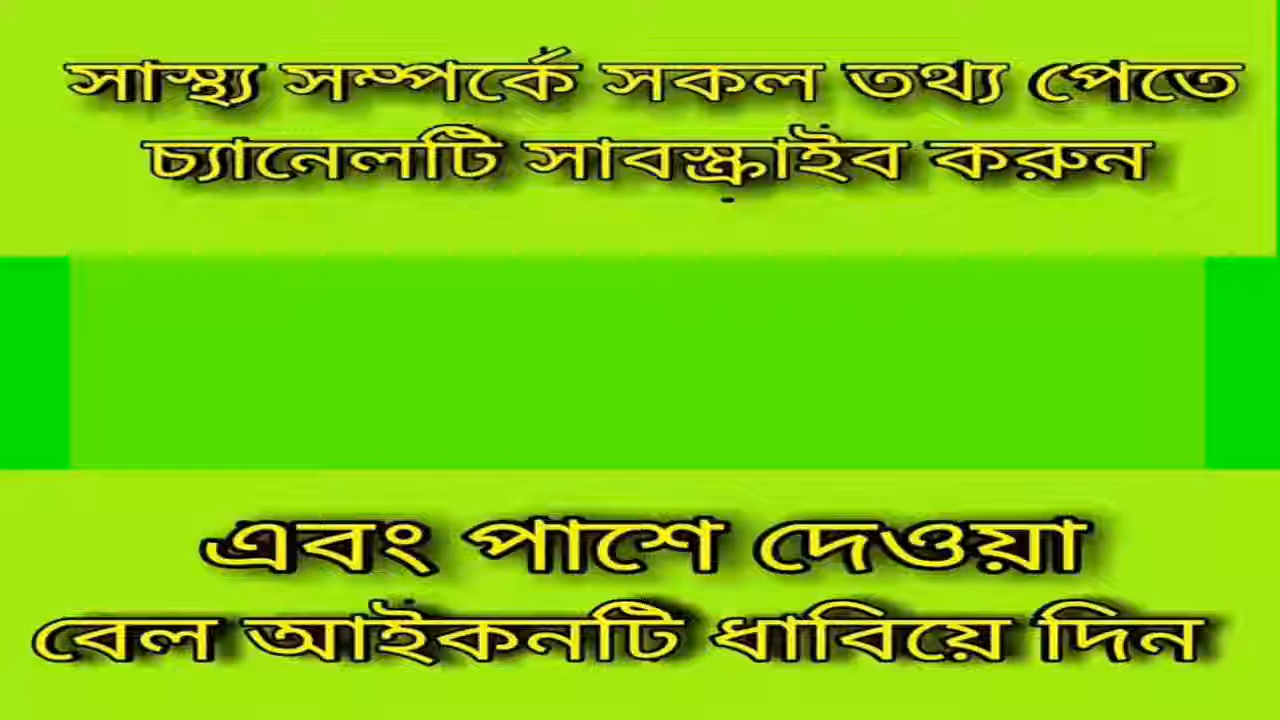 সাস্থ্য সম্পর্কে সকল তথ্য পেতে
চ্যানেলটি সাবস্ক্রাইব করুন
এবং পাশে দেওয়া
বেল আইকনটি ধাবিয়ে দিন